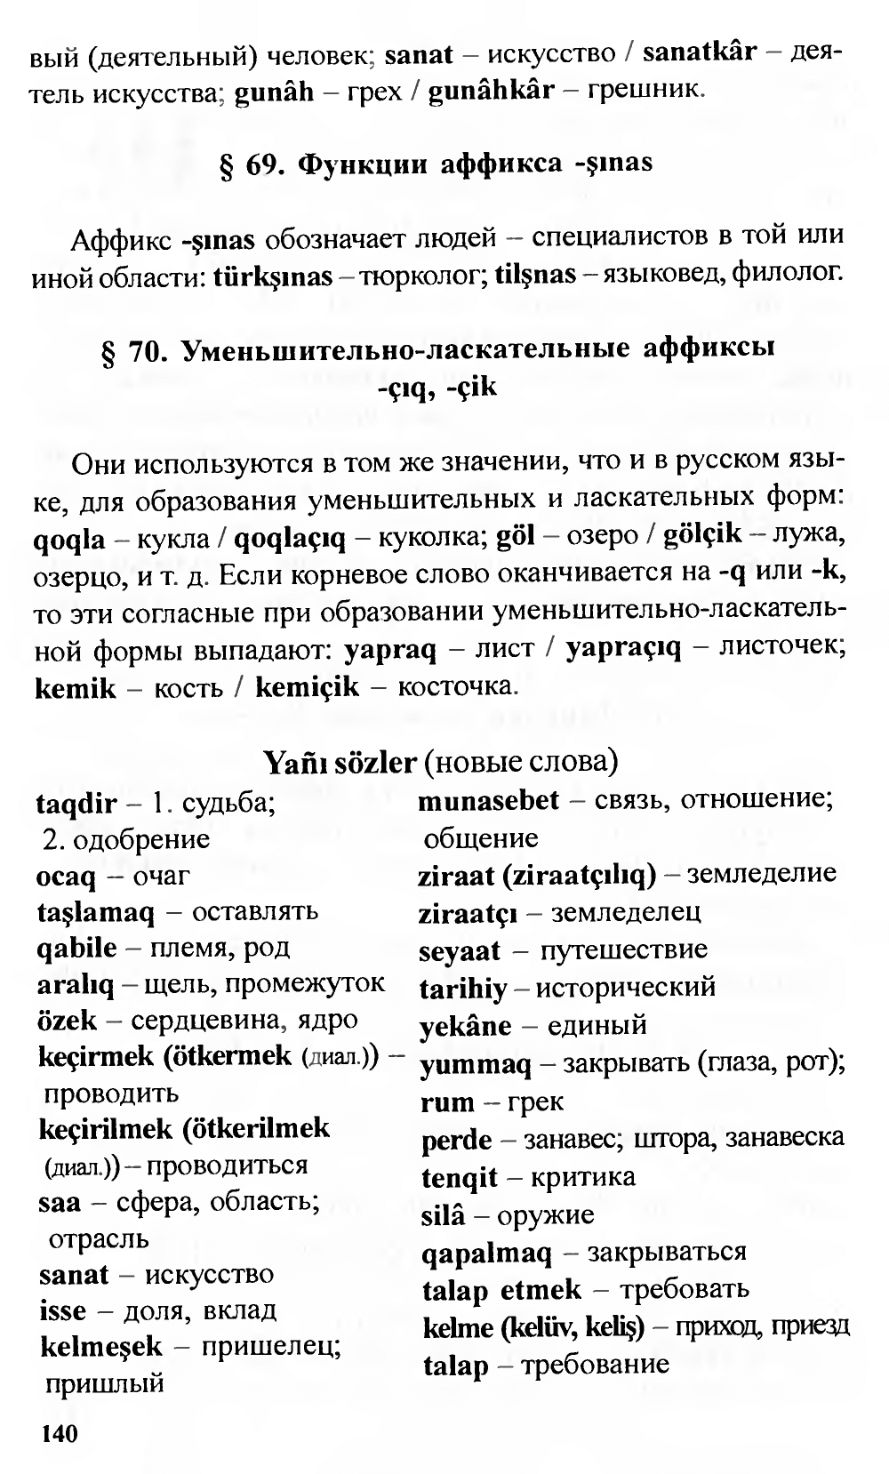 вый (деятельный) человек; sanat – искусство / sanatkâr – дея-
тель искусства; gunâh – грех / gunâhkâr – грешник.
§ 69. Функции аффикса -şınas
Аффикс -şınas обозначает людей – специалистов в той или
иной области: türkşınas – тюрколог; tilşnas – языковед, филолог.
§ 70. Уменьшительно-ласкательные аффиксы
-çıq, -çik
Они используются в том же значении, что и в русском язы-
ке, для образования уменьшительных и ласкательных форм:
qoqla – кукла / qoqlaçıq – куколка; göl – озеро / gölçik – лужа,
озерцо, и т. д. Если корневое слово оканчивается на -q или -k,
то эти согласные при образовании уменьшительно-ласкатель-
ной формы выпадают: yapraq – лист / yapraçıq – листочек;
kemik – кость / kemiçik – косточка.
Yañı sözler (новые слова)
taqdir – 1. судьба;
2. одобрение
ocaq – очаг
taşlamaq – оставлять
qabile – племя, род
aralıq – щель, промежуток
özek – сердцевина, ядро
keçirmek (ötkermek (диал.)) –
проводить
keçirilmek (ötkerilmek
(диал.)) – проводиться
saa – сфера, область;
отрасль
sanat – искусство
isse – доля, вклад
kelmeşek – пришелец;
пришлый
munasebet – связь, отношение;
общение
ziraat (ziraatçılıq) – земледелие
ziraatçı – земледелец
seyaat – путешествие
tarihiy – исторический
yekâne – единый
yummaq – закрывать (глаза, рот);
rum – грек
perde – занавес; штора, занавеска
tenqit – критика
silâ – оружие
qapalmaq – закрываться
talap etmek – требовать
kelme (kelüv, keliş) – приход, приезд
talap – требование
140